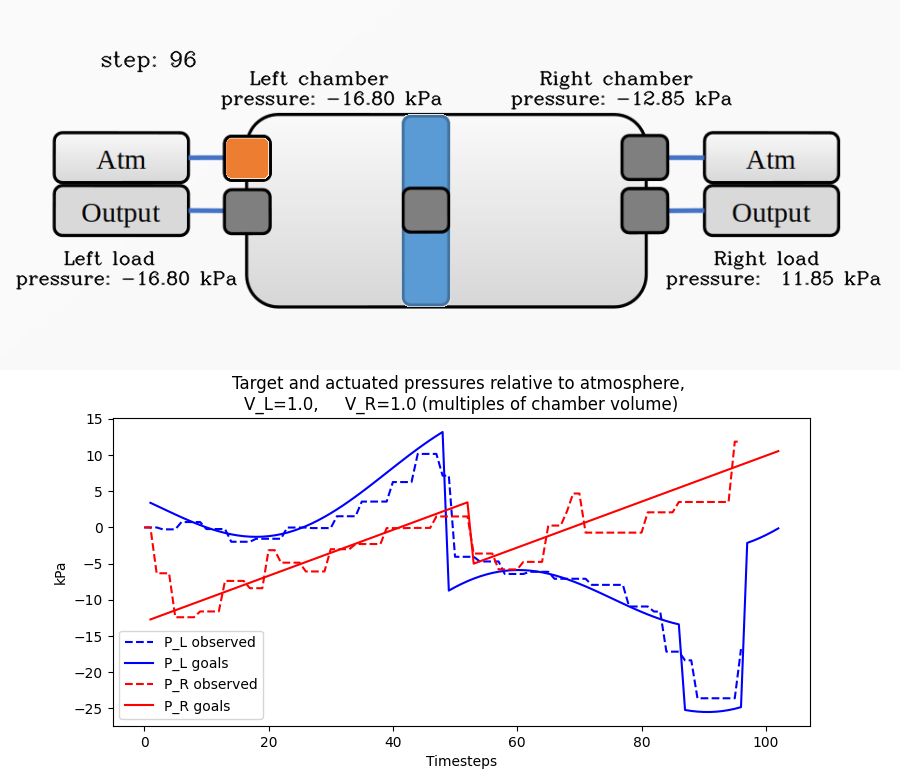 step: 96
Left chamber
pressure: −16.80 kPa
Right chamber
pressure: −12.85 kPa
Atm
Output
Atm
Output
Left load
pressure: −16.80 kPa
Right load
pressure:  11.85 kPa
Target and actuated pressures relative to atmosphere,
V_L=1.0,     V_R=1.0 (multiples of chamber volume)
15
10
5
0
−5
−10
−15
−20
−25
kPa
P_L observed
P_L goals
P_R observed
P_R goals
0 20 40 60 80 100
Timesteps